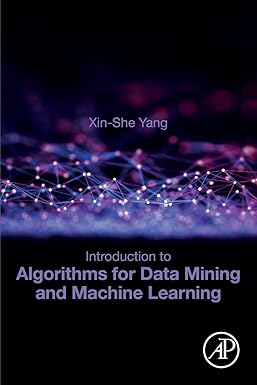 Xin-She Yang
Introduction to
Algorithms for Data Mining
and Machine Learning
AP